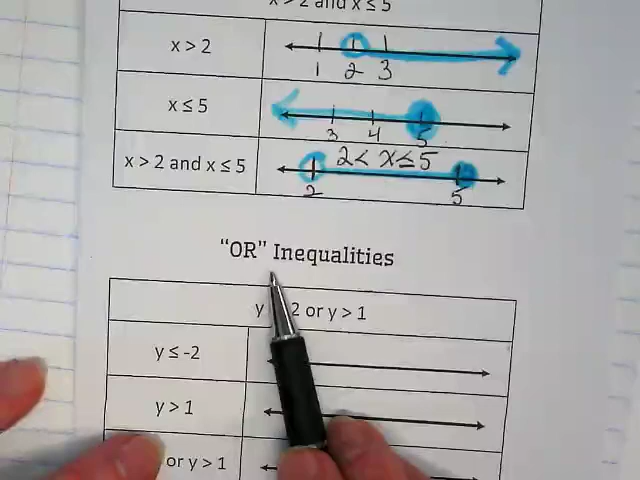 x > 2 and x ≤ 5
x > 2
1 2 3
x ≤ 5
3 4 5
x > 2 and x ≤ 5
2 < x ≤ 5
2 5
"OR" Inequalities
y 2 or y > 1
y ≤ -2
y > 1
or y > 1